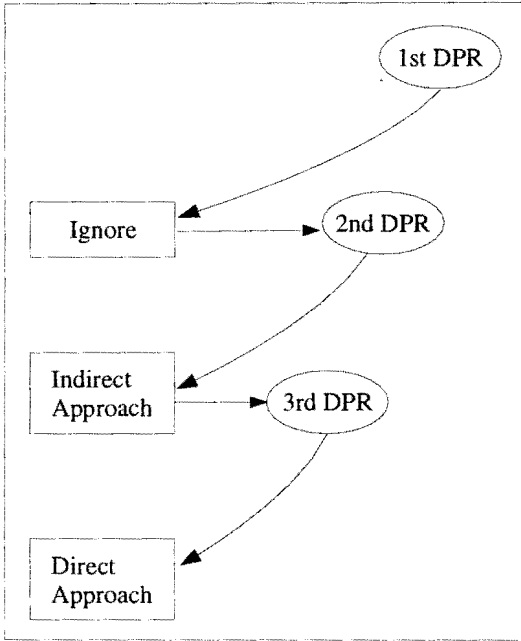 1st DPR
Ignore
2nd DPR
Indirect
Approach
3rd DPR
Direct
Approach